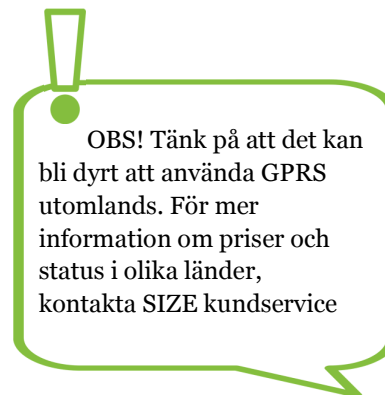 OBS! Tänk på att det kan
bli dyrt att använda GPRS
utomlands. För mer
information om priser och
status i olika länder,
kontakta SIZE kundservice